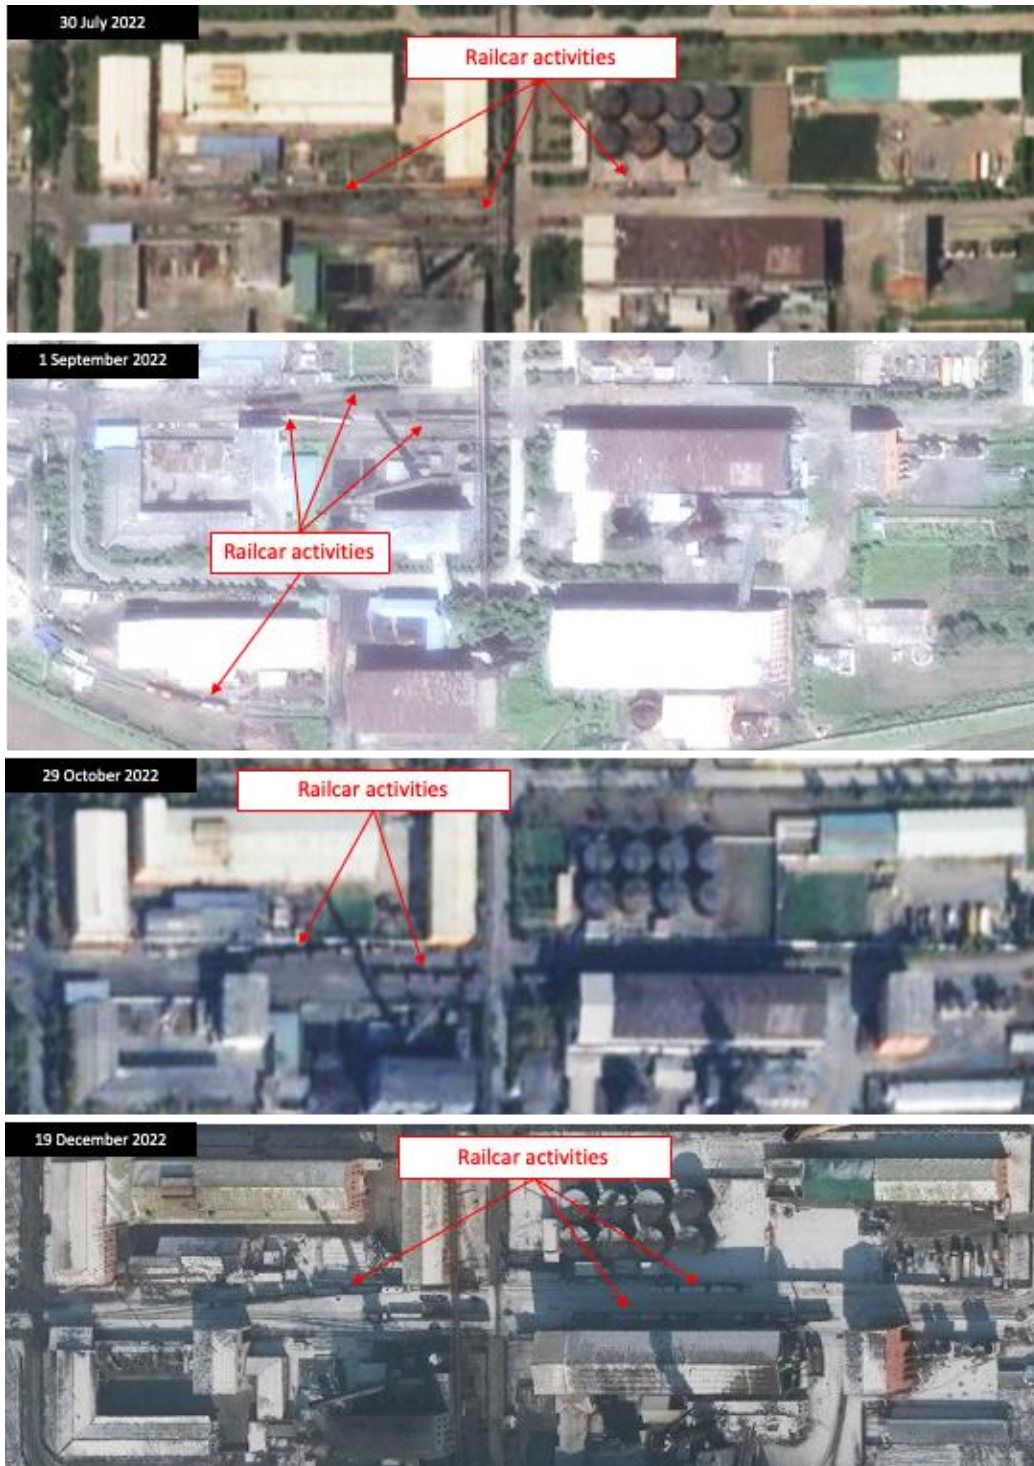 30 July 2022
Railcar activities
1 September 2022
Railcar activities
29 October 2022
Railcar activities
19 December 2022
Railcar activities